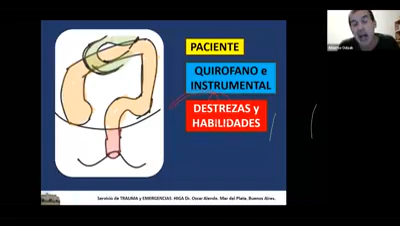 PACIENTE
QUIROFANO e
INSTRUMENTAL
DESTREZAS y
HABILIDADES
Servicio de TRAUMA y EMERGENCIAS. HIGA Dr. Oscar Alende. Mar del Plata. Buenos Aires.